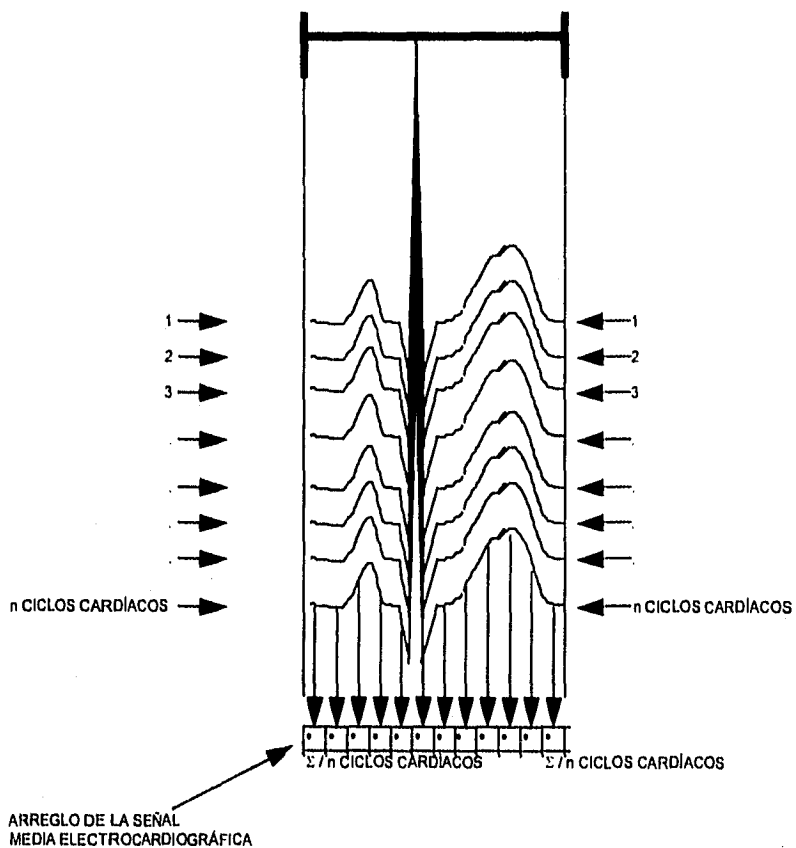 1 1
2 2
3 3
. .
. .
. .
. .
n CICLOS CARDÍACOS n CICLOS CARDÍACOS
Σ / n CICLOS CARDÍACOS Σ / n CICLOS CARDÍACOS
ARREGLO DE LA SEÑAL
MEDIA ELECTROCARDIOGRÁFICA